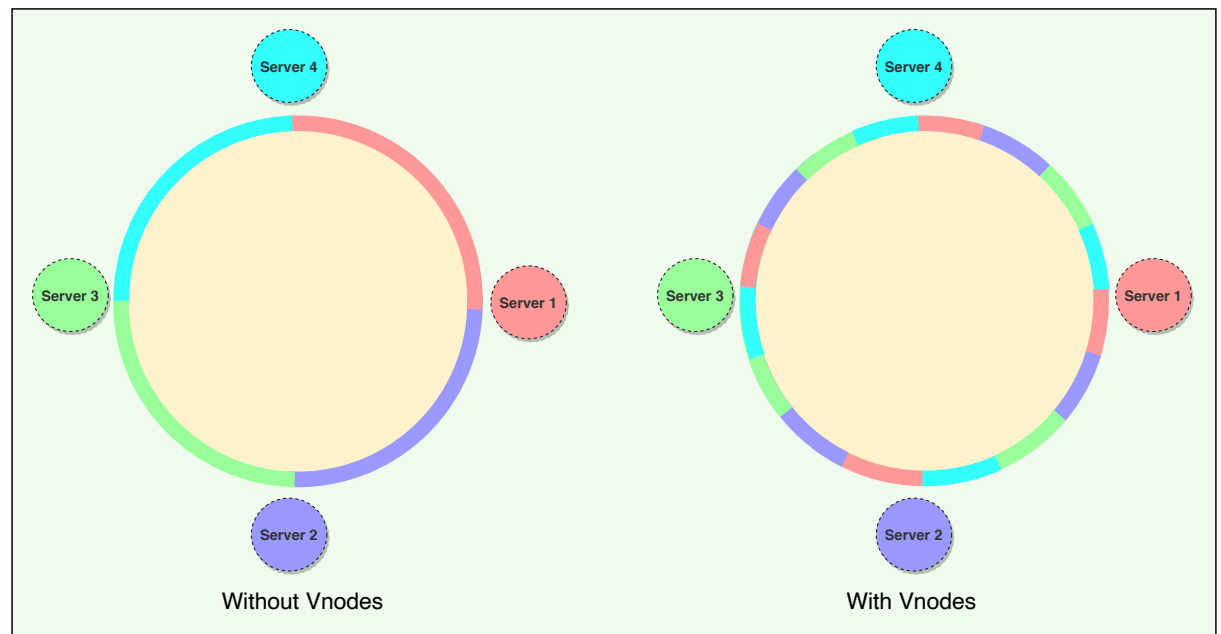 Server 4
Server 3
Server 1
Server 2
Without Vnodes
Server 4
Server 3
Server 1
Server 2
With Vnodes